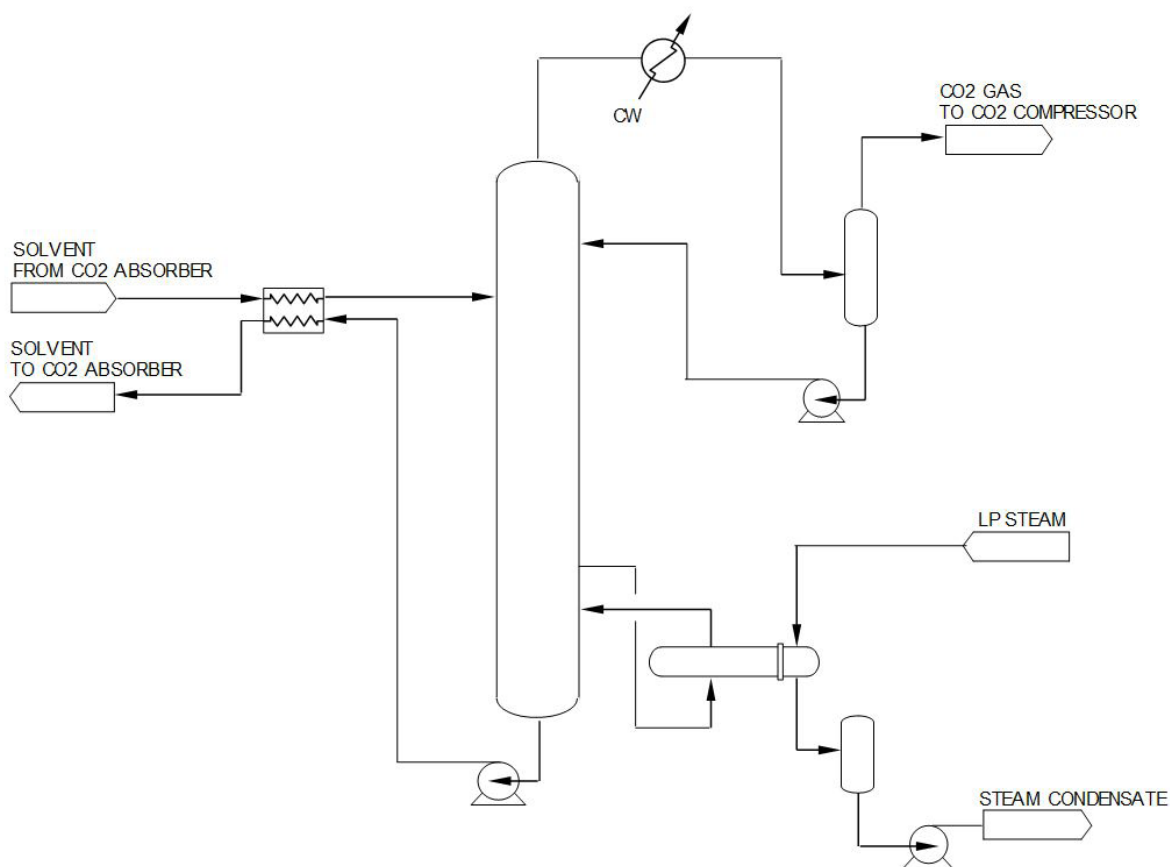 CW
CO2 GAS
TO CO2 COMPRESSOR
SOLVENT
FROM CO2 ABSORBER
SOLVENT
TO CO2 ABSORBER
LP STEAM
STEAM CONDENSATE